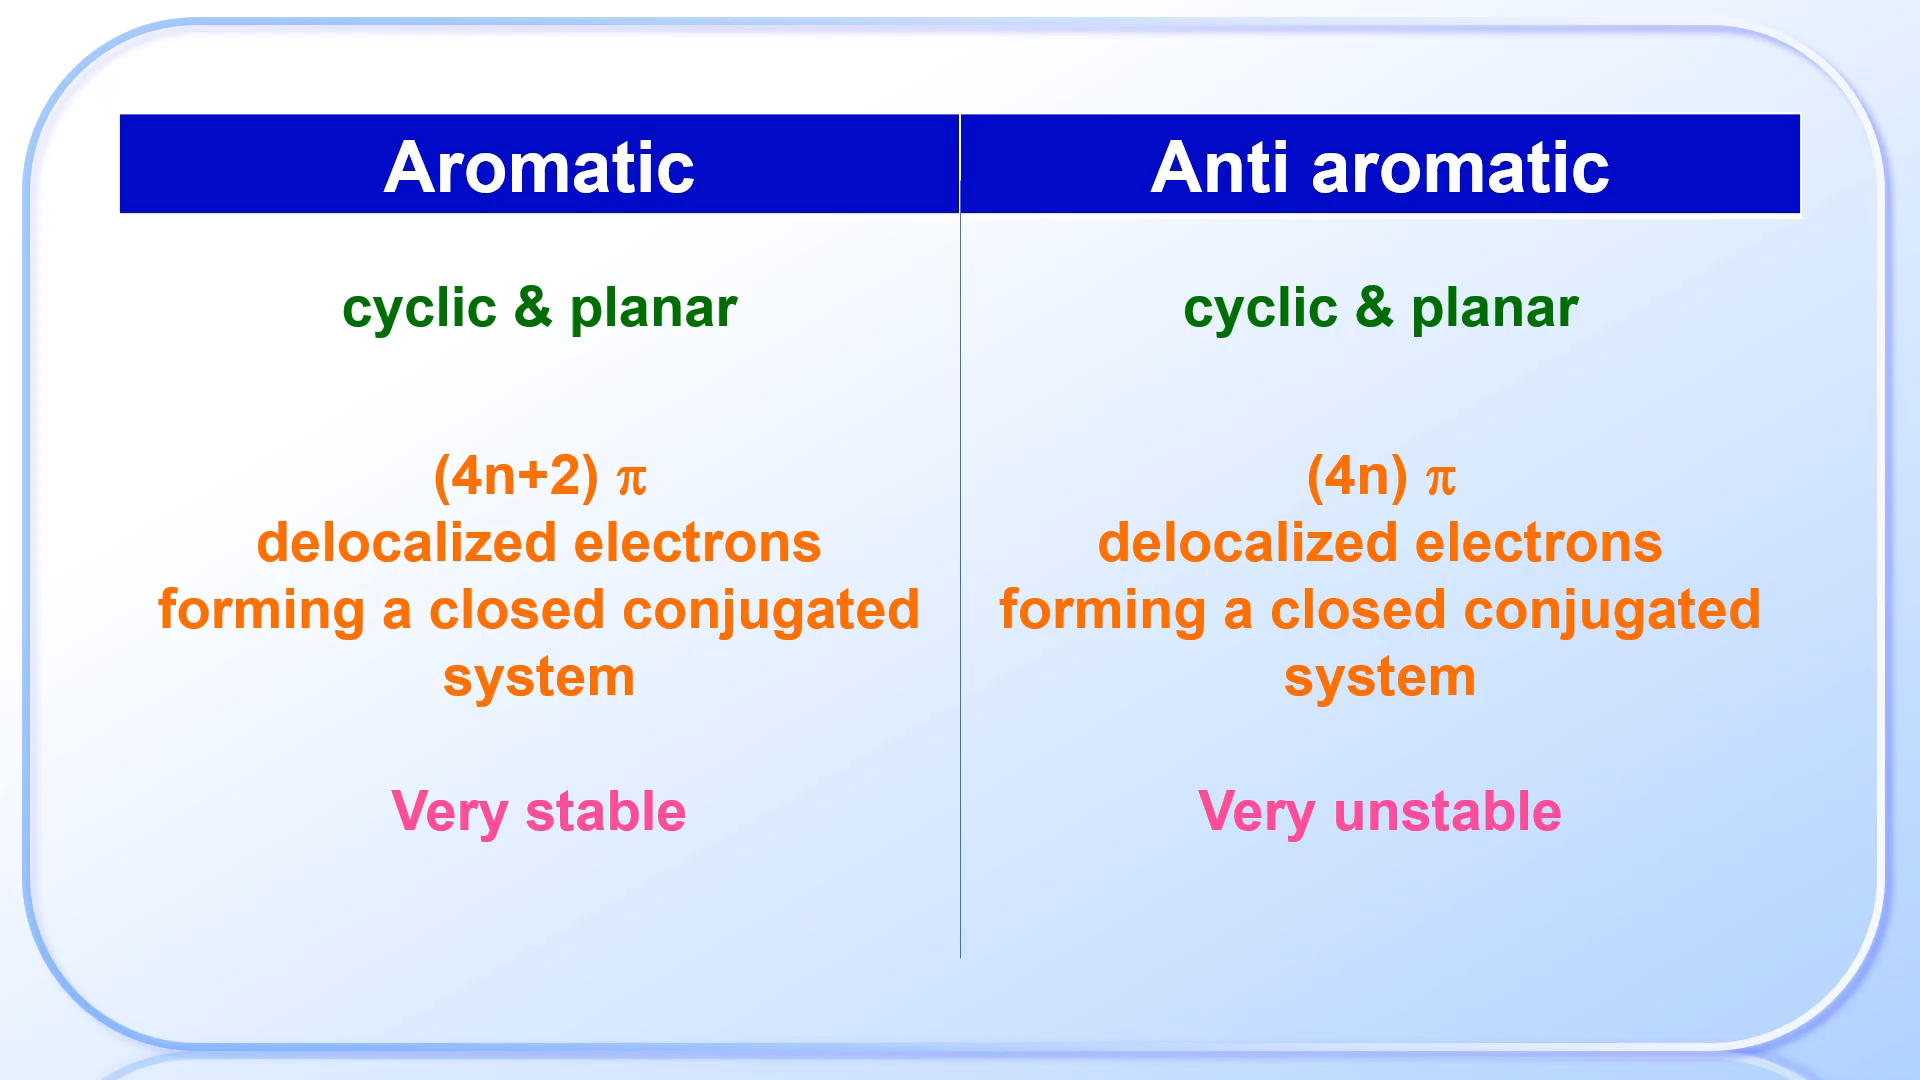 Aromatic
Anti aromatic
cyclic & planar
cyclic & planar
(4n+2) π
delocalized electrons
forming a closed conjugated
system
(4n) π
delocalized electrons
forming a closed conjugated
system
Very stable
Very unstable